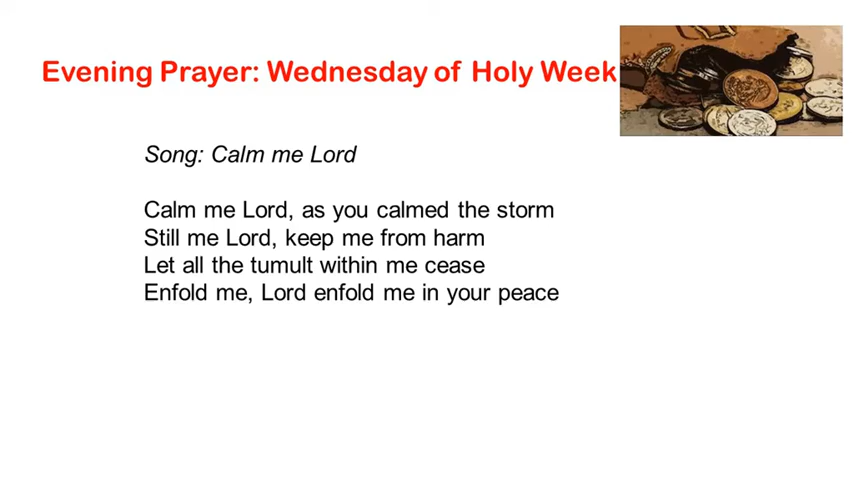 Evening Prayer: Wednesday of Holy Week
Song: Calm me Lord
Calm me Lord, as you calmed the storm
Still me Lord, keep me from harm
Let all the tumult within me cease
Enfold me, Lord enfold me in your peace